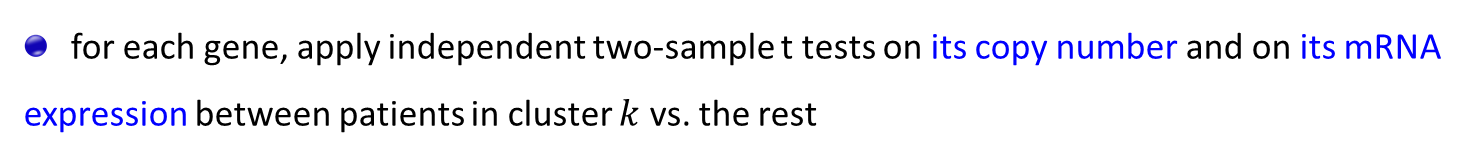 for each gene, apply independent two-sample t tests on its copy number and on its mRNA
expression between patients in cluster k vs. the rest